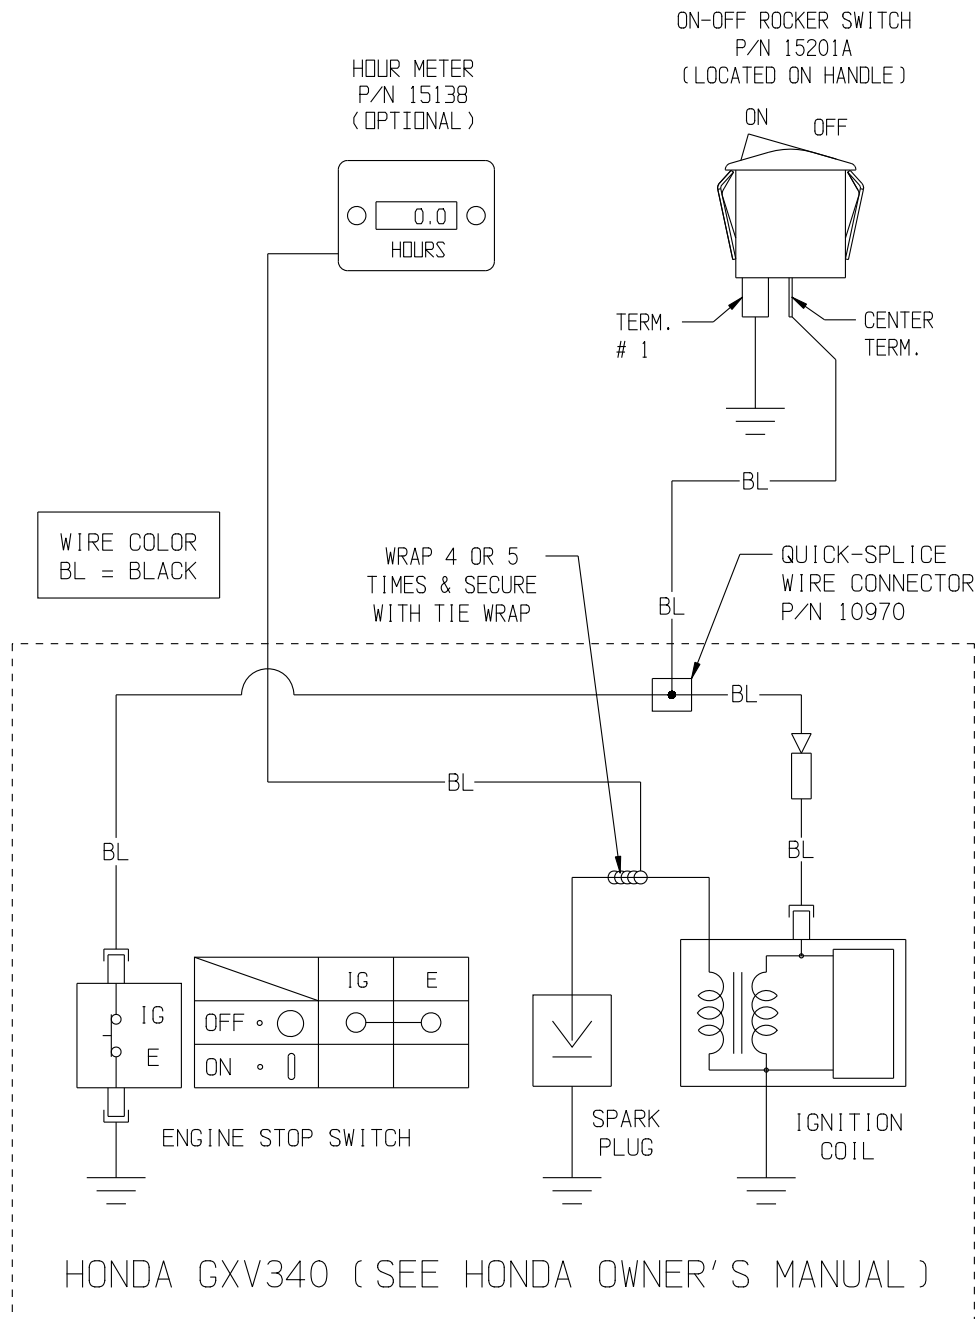 ON-OFF ROCKER SWITCH
P/N 15201A
(LOCATED ON HANDLE)
HOUR METER
P/N 15138
(OPTIONAL)
ON
OFF
0.0
HOURS
TERM.
# 1
CENTER
TERM.
BL
WIRE COLOR
BL = BLACK
WRAP 4 OR 5
TIMES & SECURE
WITH TIE WRAP
QUICK-SPLICE
WIRE CONNECTOR
P/N 10970
BL
BL
BL
BL
BL
IG
E
IG
E
OFF
ON
ENGINE STOP SWITCH
SPARK
PLUG
IGNITION
COIL
HONDA GXV340 (SEE HONDA OWNER'S MANUAL)